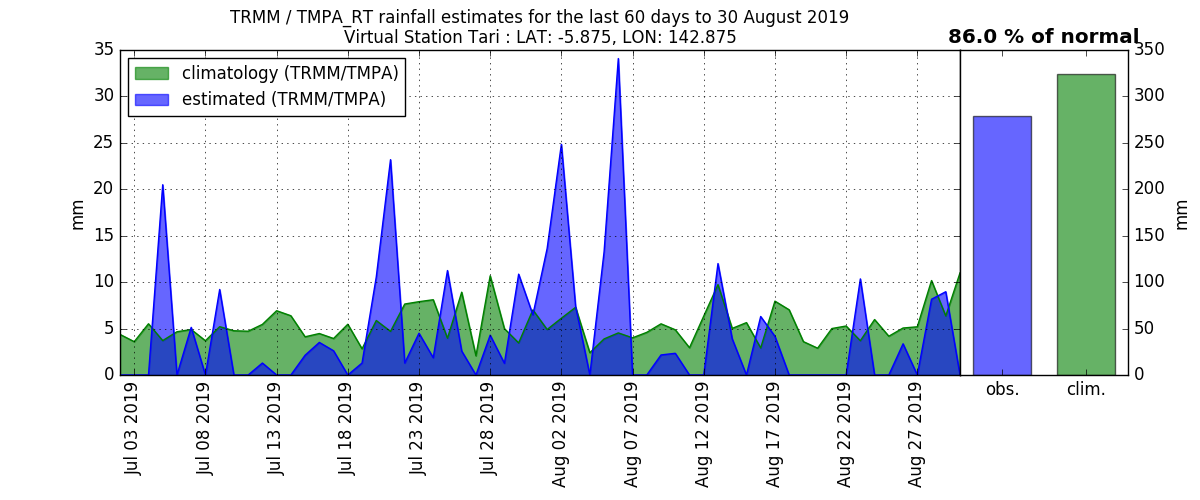 TRMM / TMPA_RT rainfall estimates for the last 60 days to 30 August 2019
Virtual Station Tari : LAT: -5.875, LON: 142.875
86.0 % of normal
climatology (TRMM/TMPA)
estimated (TRMM/TMPA)
mm
35
30
25
20
15
10
5
0
Jul 03 2019
Jul 08 2019
Jul 13 2019
Jul 18 2019
Jul 23 2019
Jul 28 2019
Aug 02 2019
Aug 07 2019
Aug 12 2019
Aug 17 2019
Aug 22 2019
Aug 27 2019
350
300
250
200
150
100
50
0
mm
obs.
clim.